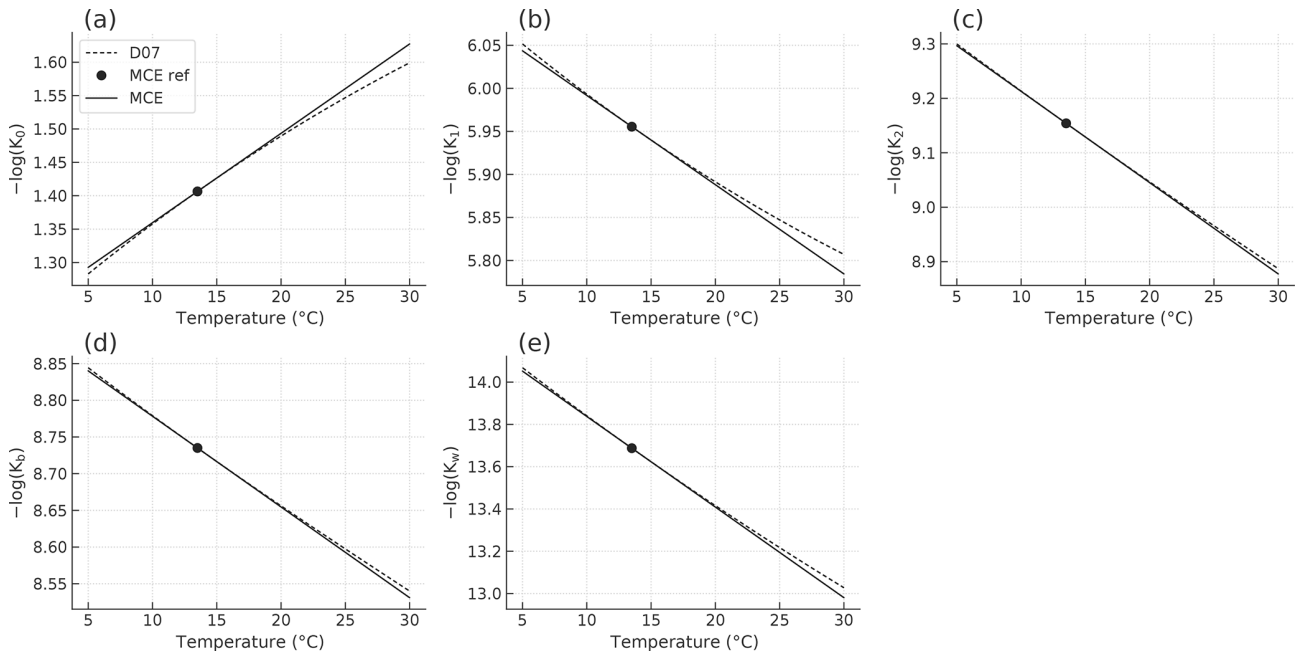 (a)
D07
MCE ref
MCE
−log(K₀)
1.60
1.55
1.50
1.45
1.40
1.35
1.30
5 10 15 20 25 30
Temperature (°C)
(b)
−log(K₁)
6.05
6.00
5.95
5.90
5.85
5.80
5 10 15 20 25 30
Temperature (°C)
(c)
−log(K₂)
9.3
9.2
9.1
9.0
8.9
5 10 15 20 25 30
Temperature (°C)
(d)
−log(K_b)
8.85
8.80
8.75
8.70
8.65
8.60
8.55
5 10 15 20 25 30
Temperature (°C)
(e)
−log(K_w)
14.0
13.8
13.6
13.4
13.2
13.0
5 10 15 20 25 30
Temperature (°C)